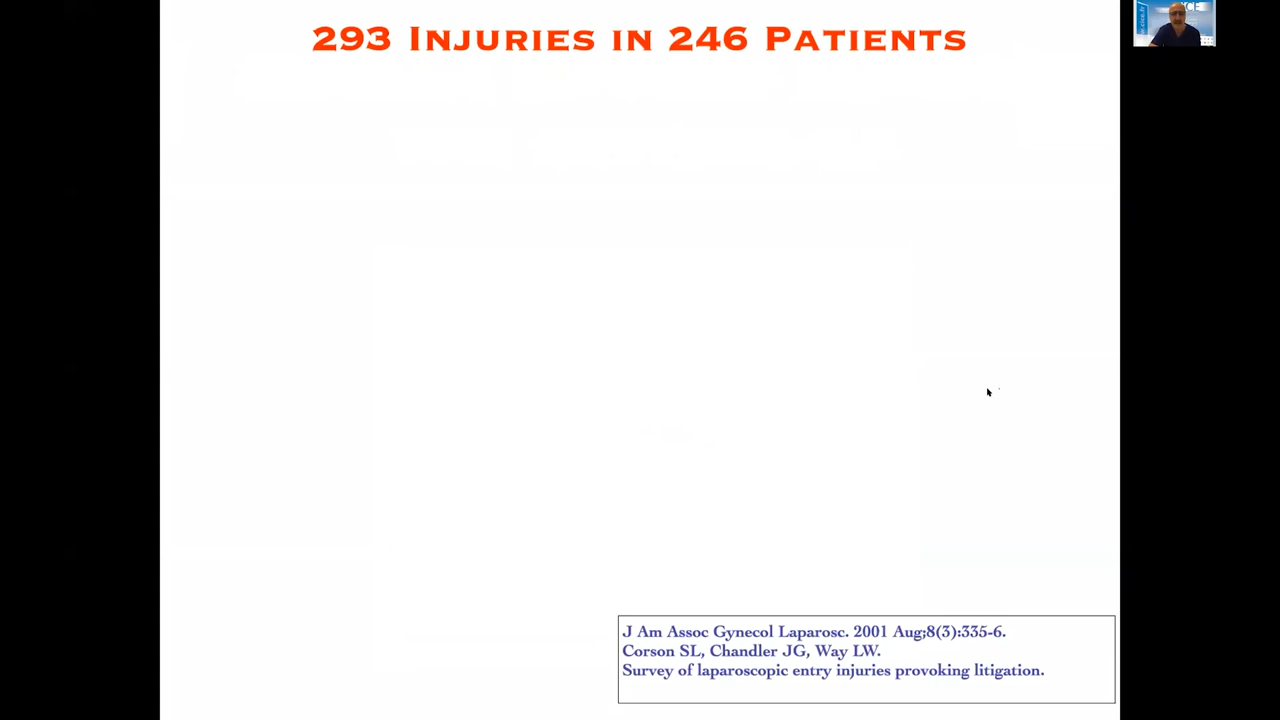 293 Injuries in 246 Patients
J Am Assoc Gynecol Laparosc. 2001 Aug;8(3):335-6.
Corson SL, Chandler JG, Way LW.
Survey of laparoscopic entry injuries provoking litigation.